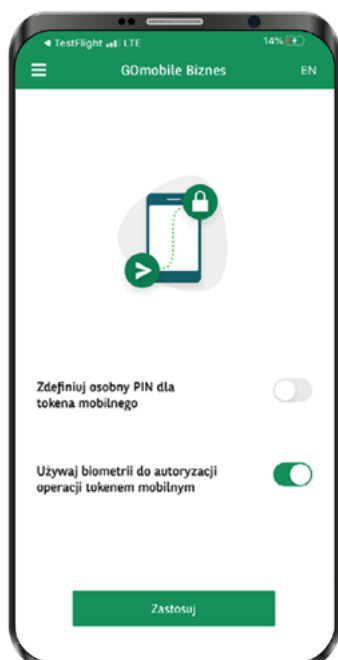 ◀ TestFlight LTE 14%
GOmobile Biznes EN
Zdefiniuj osobny PIN dla
tokena mobilnego
Używaj biometrii do autoryzacji
operacji tokenem mobilnym
Zastosuj